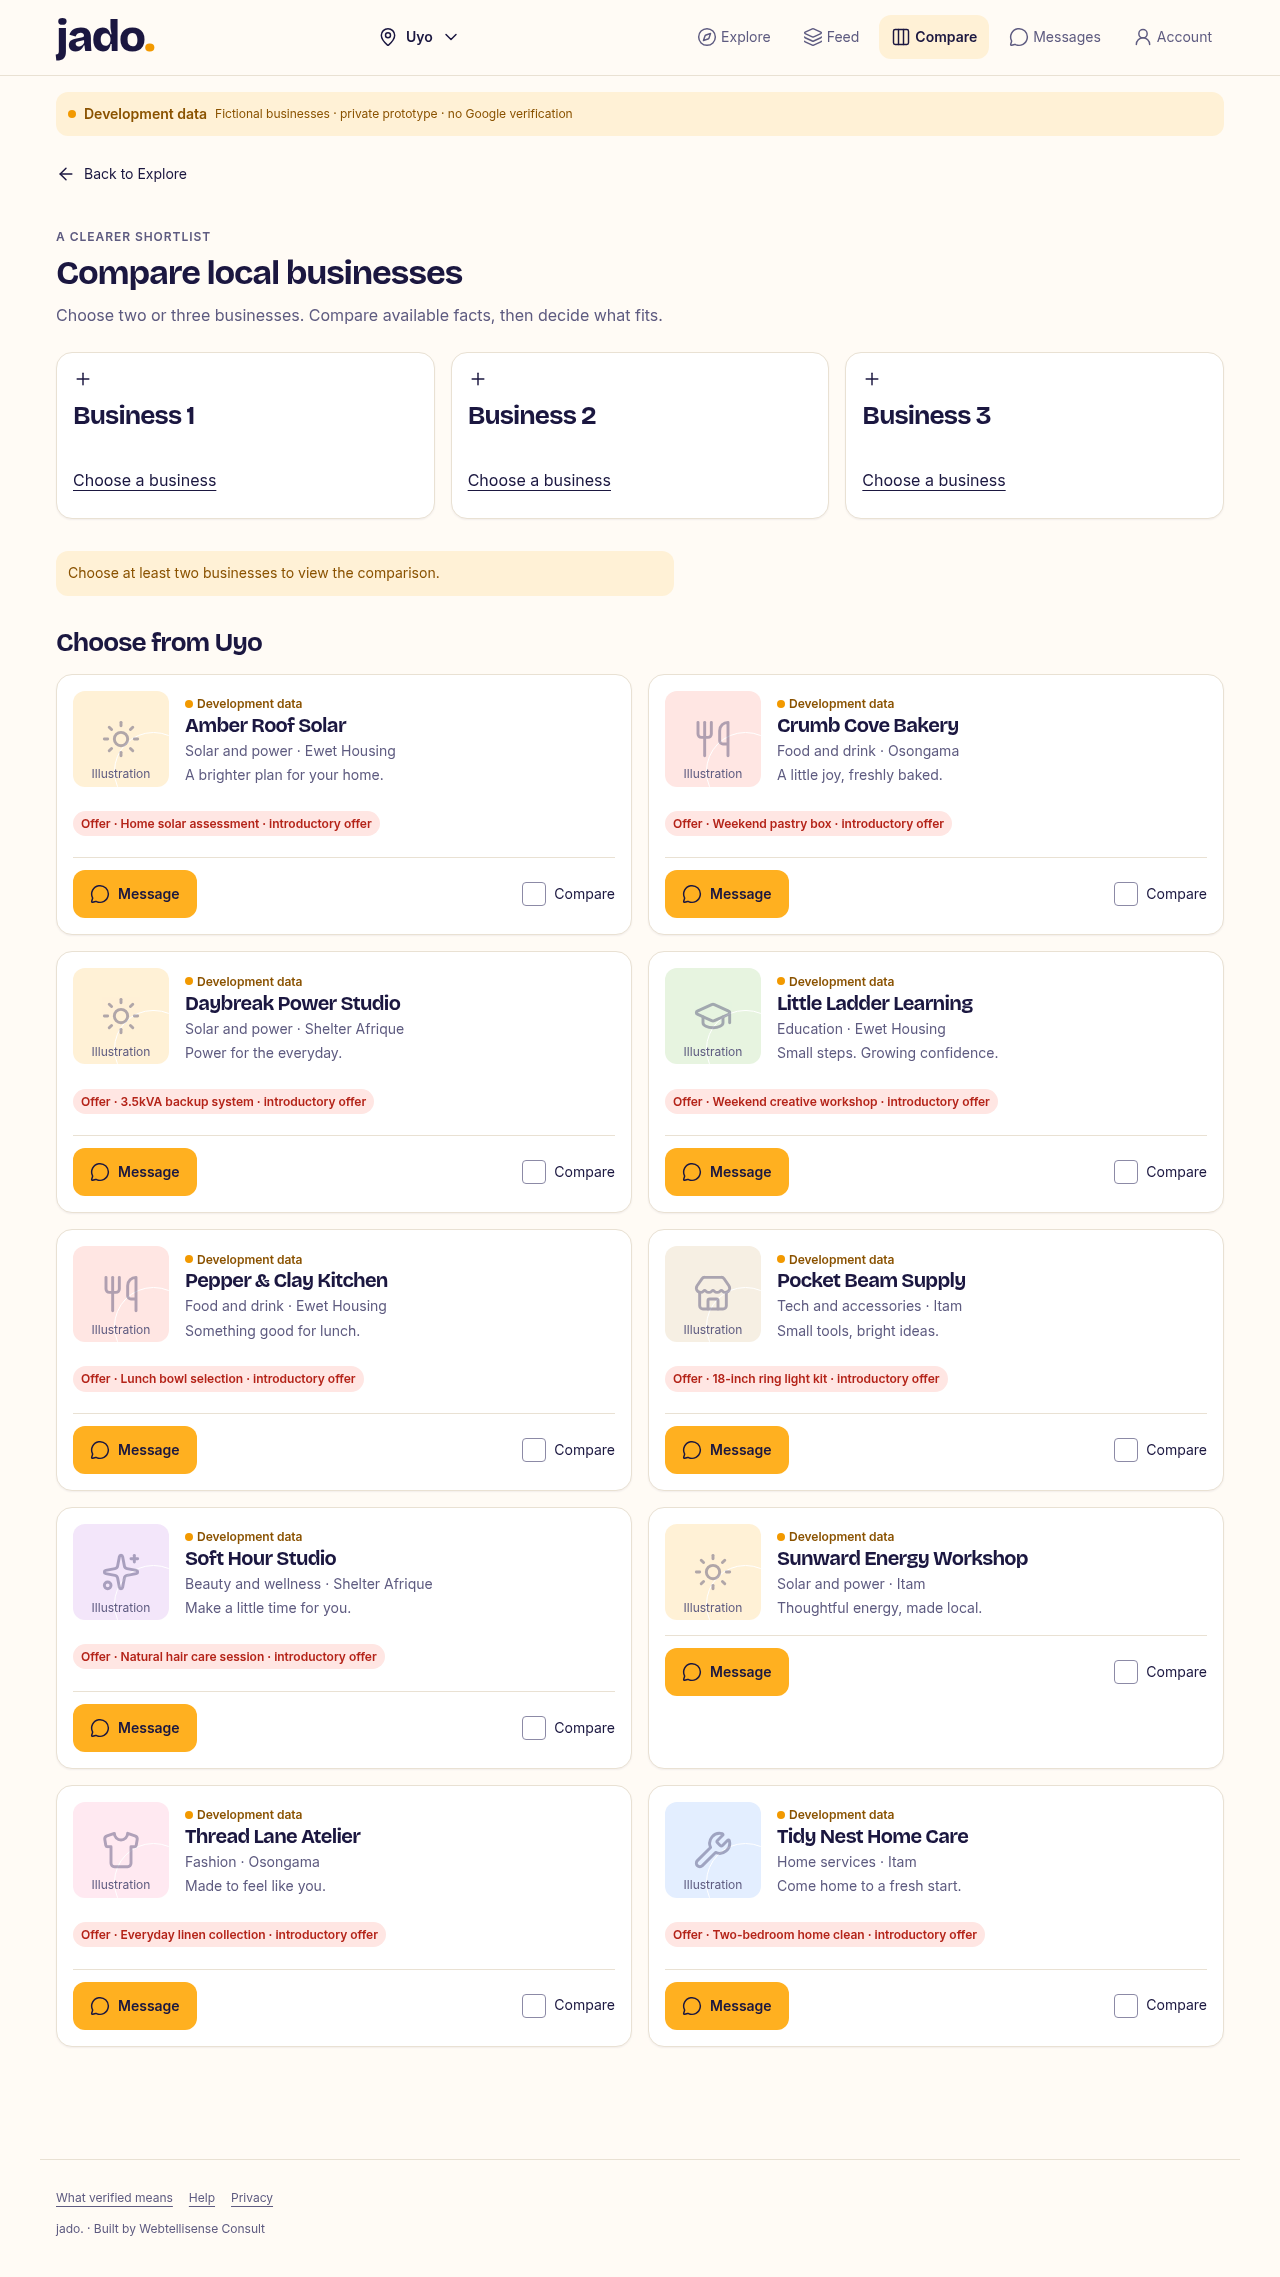 jado.
Uyo
Explore
Feed
Compare
Messages
Account
Development data Fictional businesses · private prototype · no Google verification
Back to Explore
A CLEARER SHORTLIST
Compare local businesses
Choose two or three businesses. Compare available facts, then decide what fits.
Business 1
Choose a business
Business 2
Choose a business
Business 3
Choose a business
Choose at least two businesses to view the comparison.
Choose from Uyo
Illustration
Development data
Amber Roof Solar
Solar and power · Ewet Housing
A brighter plan for your home.
Offer · Home solar assessment · introductory offer
Message
Compare
Illustration
Development data
Crumb Cove Bakery
Food and drink · Osongama
A little joy, freshly baked.
Offer · Weekend pastry box · introductory offer
Message
Compare
Illustration
Development data
Daybreak Power Studio
Solar and power · Shelter Afrique
Power for the everyday.
Offer · 3.5kVA backup system · introductory offer
Message
Compare
Illustration
Development data
Little Ladder Learning
Education · Ewet Housing
Small steps. Growing confidence.
Offer · Weekend creative workshop · introductory offer
Message
Compare
Illustration
Development data
Pepper & Clay Kitchen
Food and drink · Ewet Housing
Something good for lunch.
Offer · Lunch bowl selection · introductory offer
Message
Compare
Illustration
Development data
Pocket Beam Supply
Tech and accessories · Itam
Small tools, bright ideas.
Offer · 18-inch ring light kit · introductory offer
Message
Compare
Illustration
Development data
Soft Hour Studio
Beauty and wellness · Shelter Afrique
Make a little time for you.
Offer · Natural hair care session · introductory offer
Message
Compare
Illustration
Development data
Sunward Energy Workshop
Solar and power · Itam
Thoughtful energy, made local.
Message
Compare
Illustration
Development data
Thread Lane Atelier
Fashion · Osongama
Made to feel like you.
Offer · Everyday linen collection · introductory offer
Message
Compare
Illustration
Development data
Tidy Nest Home Care
Home services · Itam
Come home to a fresh start.
Offer · Two-bedroom home clean · introductory offer
Message
Compare
What verified means
Help
Privacy
jado. · Built by Webtellisense Consult